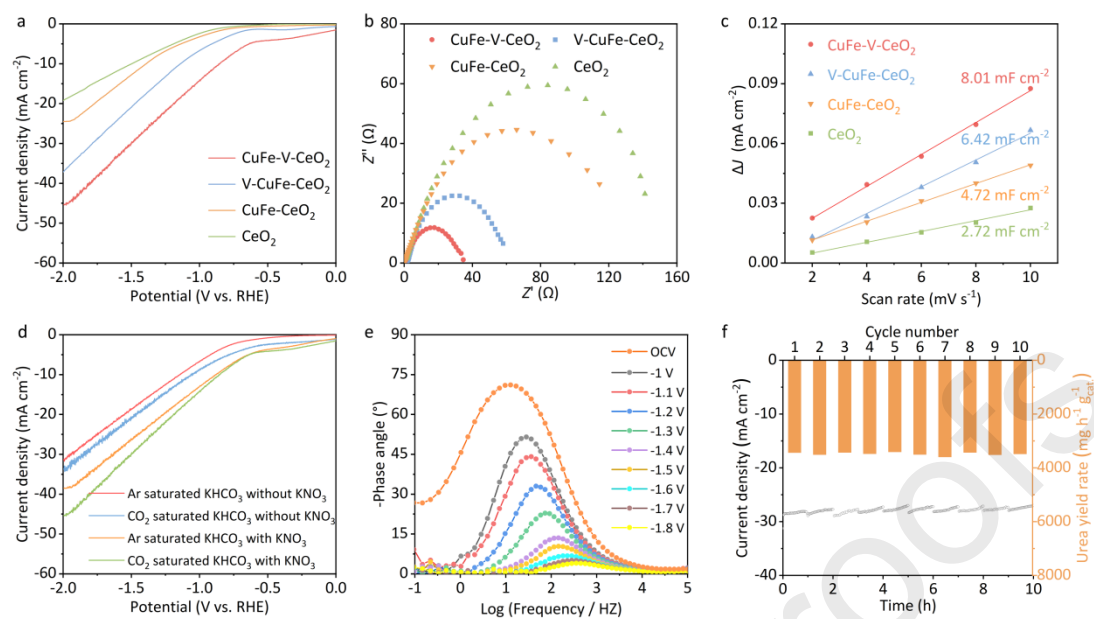 a
0
-10
-20
-30
-40
-50
-60
Current density (mA cm⁻²)
CuFe-V-CeO₂
V-CuFe-CeO₂
CuFe-CeO₂
CeO₂
-2.0 -1.5 -1.0 -0.5 0.0
Potential (V vs. RHE)
b
80
60
40
20
0
Z'' (Ω)
CuFe-V-CeO₂ V-CuFe-CeO₂
CuFe-CeO₂ CeO₂
0 40 80 120 160
Z' (Ω)
c
0.12
0.09
0.06
0.03
0.00
ΔJ (mA cm⁻²)
CuFe-V-CeO₂
V-CuFe-CeO₂
CuFe-CeO₂
CeO₂
8.01 mF cm⁻²
6.42 mF cm⁻²
4.72 mF cm⁻²
2.72 mF cm⁻²
2 4 6 8 10
Scan rate (mV s⁻¹)
d
0
-10
-20
-30
-40
-50
-60
Current density (mA cm⁻²)
Ar saturated KHCO₃ without KNO₃
CO₂ saturated KHCO₃ without KNO₃
Ar saturated KHCO₃ with KNO₃
CO₂ saturated KHCO₃ with KNO₃
-2.0 -1.5 -1.0 -0.5 0.0
Potential (V vs. RHE)
e
90
75
60
45
30
15
0
-Phase angle (°)
OCV
-1 V
-1.1 V
-1.2 V
-1.3 V
-1.4 V
-1.5 V
-1.6 V
-1.7 V
-1.8 V
-1 0 1 2 3 4 5
Log (Frequency / HZ)
f
Cycle number
1 2 3 4 5 6 7 8 9 10
0
-10
-20
-30
-40
Current density (mA cm⁻²)
0
2000
4000
6000
8000
Urea yield rate (mg h⁻¹ g⁻¹cat.)
0 2 4 6 8 10
Time (h)